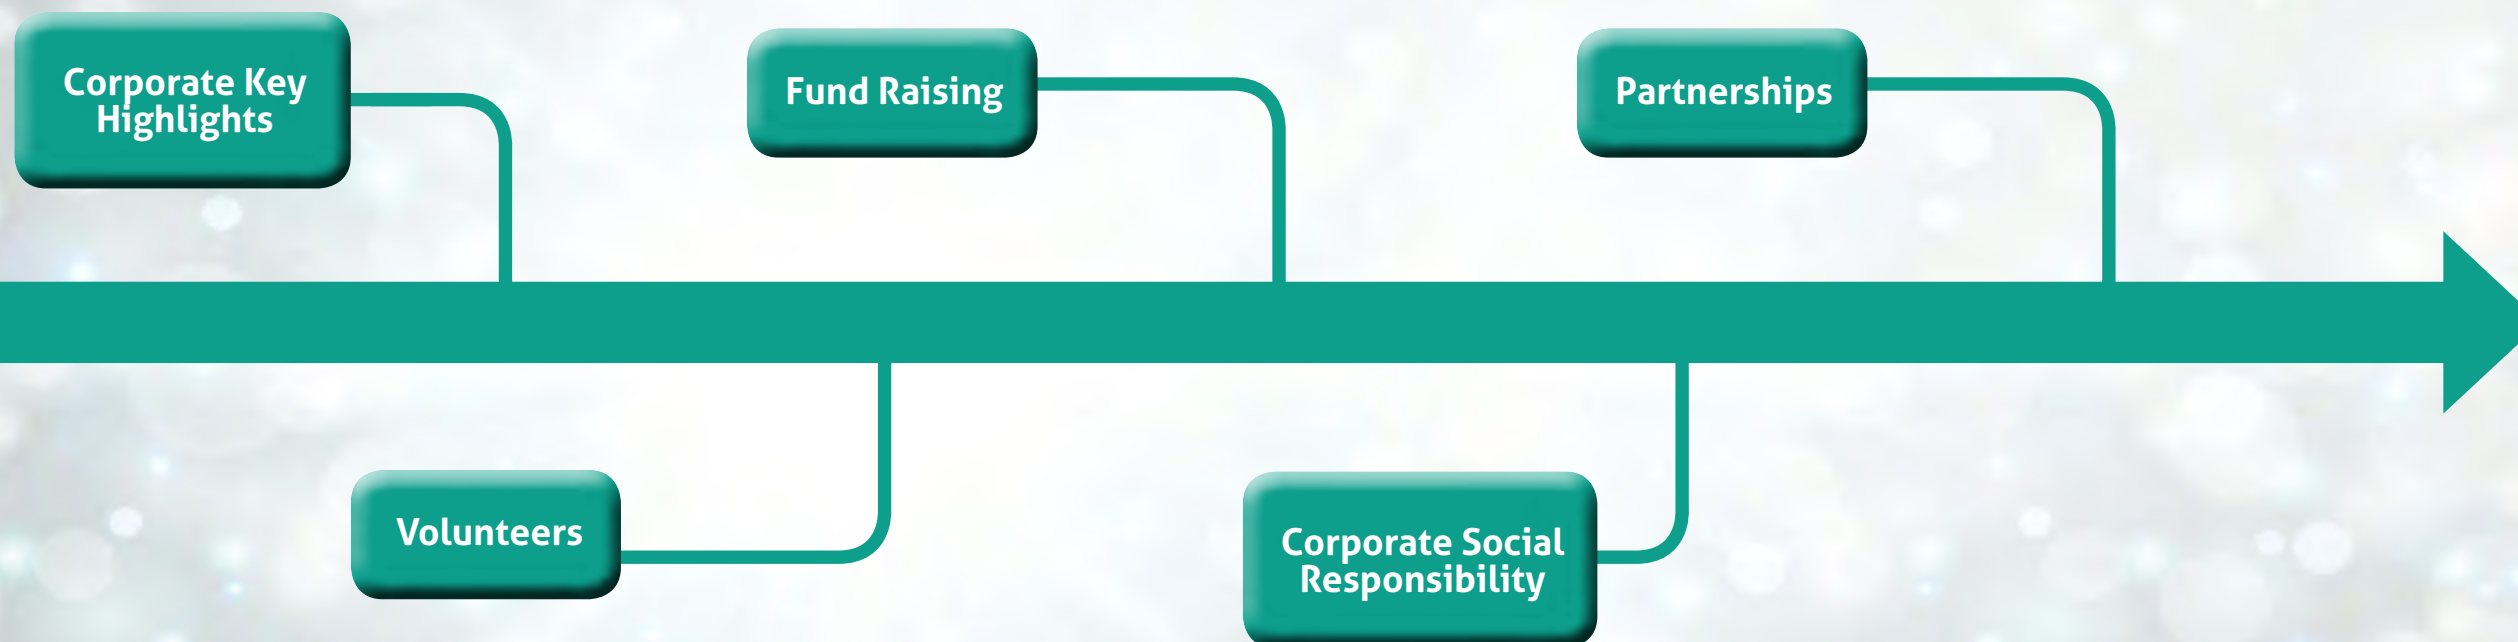 Corporate Key
Highlights
Fund Raising
Partnerships
Volunteers
Corporate Social
Responsibility